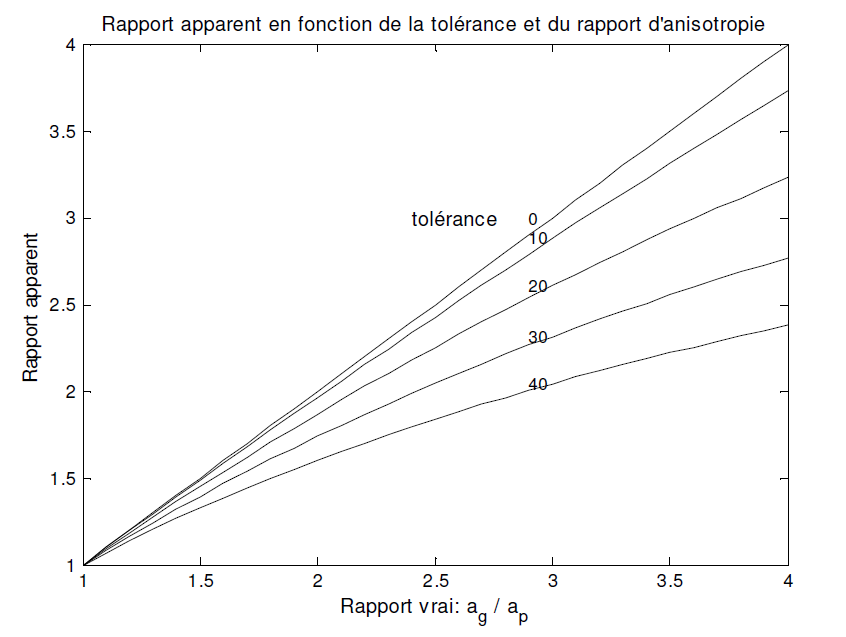 Rapport apparent en fonction de la tolérance et du rapport d'anisotropie
4
3.5
3
2.5
2
1.5
1
Rapport apparent
tolérance
0
10
20
30
40
1 1.5 2 2.5 3 3.5 4
Rapport vrai: a_g / a_p